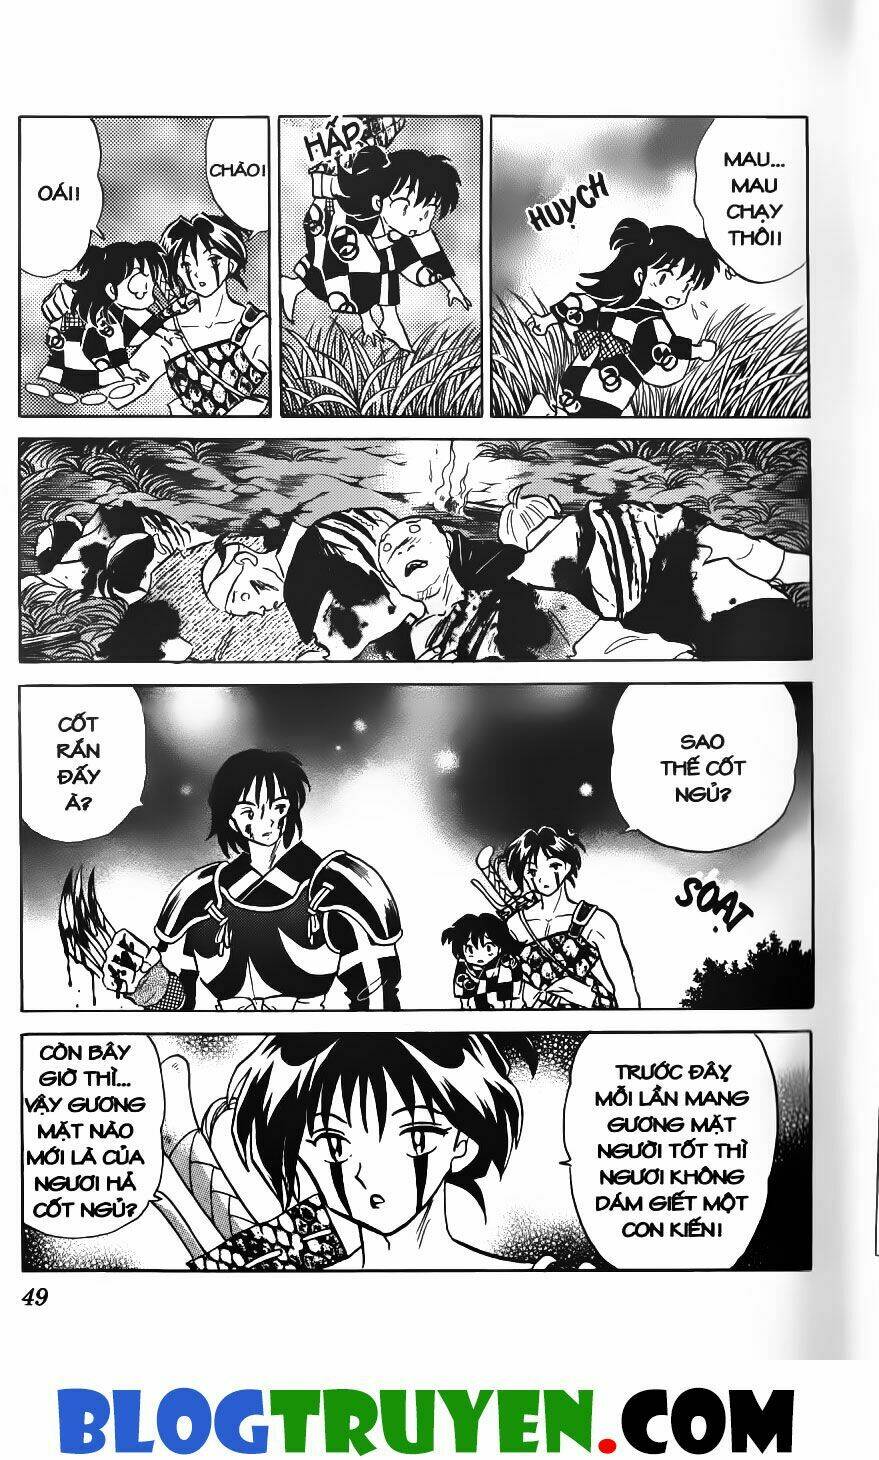 MAU...
MAU
CHẠY
THÔI!
HUỴCH
HẤP
CHÀO!
OÁI!
SAO
THẾ CỐT
NGỦ?
SOẠT
CỐT
RẮN
ĐẤY
À?
TRƯỚC ĐÂY,
MỖI LẦN MANG
GƯƠNG MẶT
NGƯỜI TỐT THÌ
NGƯƠI KHÔNG
DÁM GIẾT MỘT
CON KIẾN!
CÒN BÂY
GIỜ THÌ...
VẬY GƯƠNG
MẶT NÀO
MỚI LÀ CỦA
NGƯƠI HẢ
CỐT NGỦ?
49
BLOGTRUYEN.COM